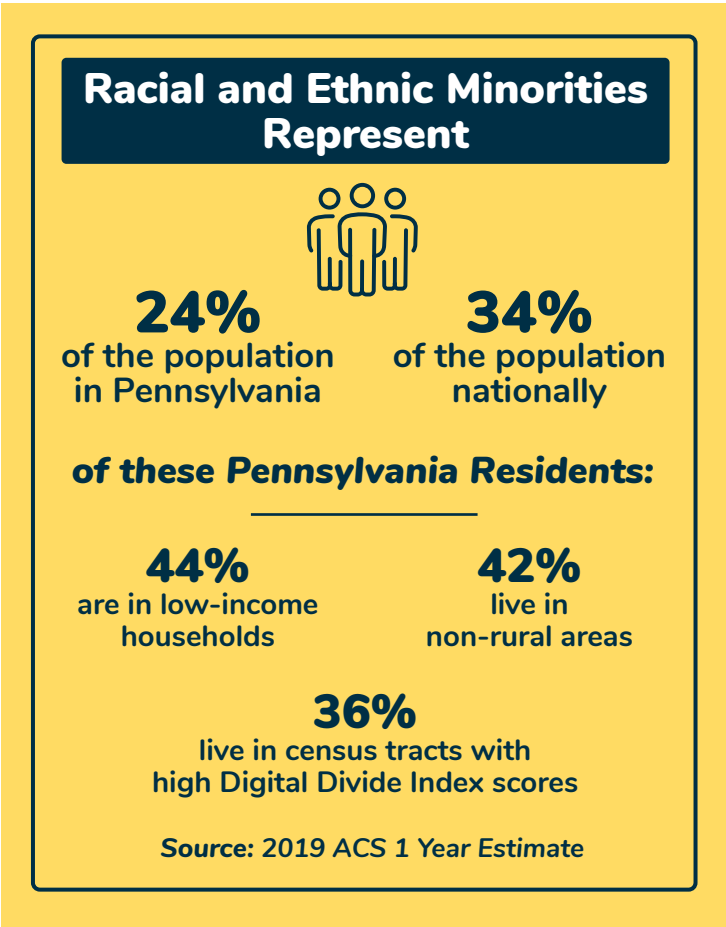 Racial and Ethnic Minorities
Represent
24%
of the population
in Pennsylvania
34%
of the population
nationally
of these Pennsylvania Residents:
44%
are in low-income
households
42%
live in
non-rural areas
36%
live in census tracts with
high Digital Divide Index scores
Source: 2019 ACS 1 Year Estimate